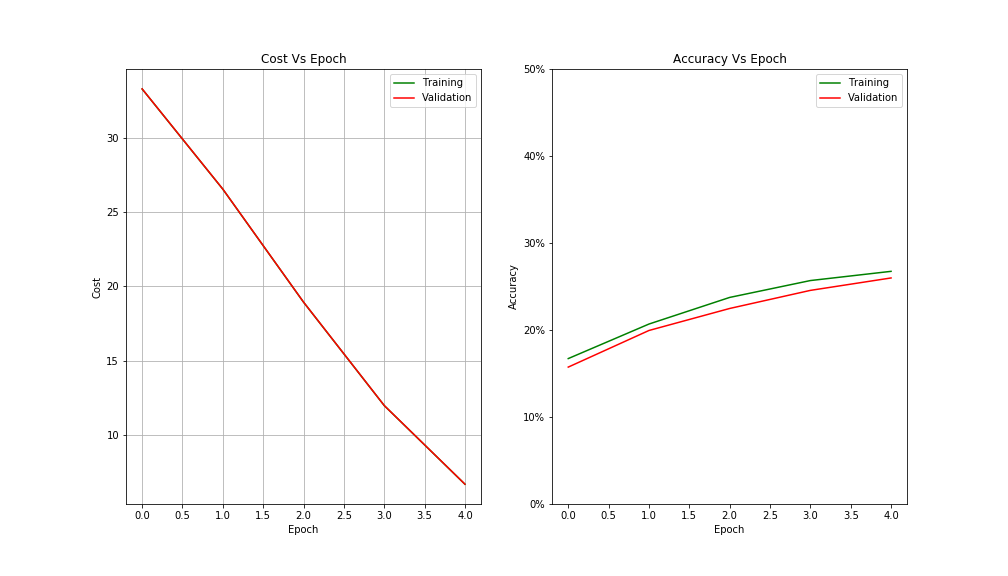 Cost Vs Epoch
Training
Validation
30
25
20
15
10
Cost
0.0 0.5 1.0 1.5 2.0 2.5 3.0 3.5 4.0
Epoch
Accuracy Vs Epoch
Training
Validation
50%
40%
30%
20%
10%
0%
Accuracy
0.0 0.5 1.0 1.5 2.0 2.5 3.0 3.5 4.0
Epoch